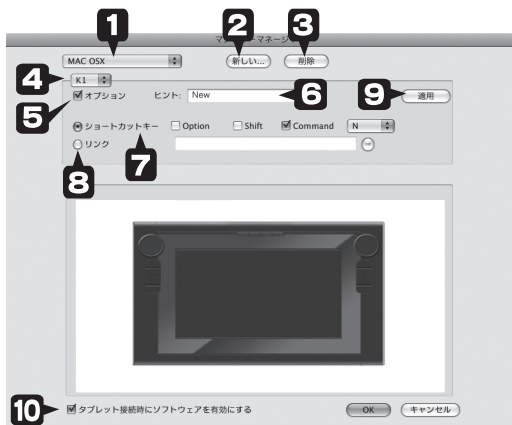 1 2 3
マ ーマネージ
MAC OSX 新しい... 削除
4 K1
5 オプション ヒント: New 6 9 適用
ショートカットキー Option Shift Command N
7
8 リンク
10 タブレット接続時にソフトウェアを有効にする OK キャンセル